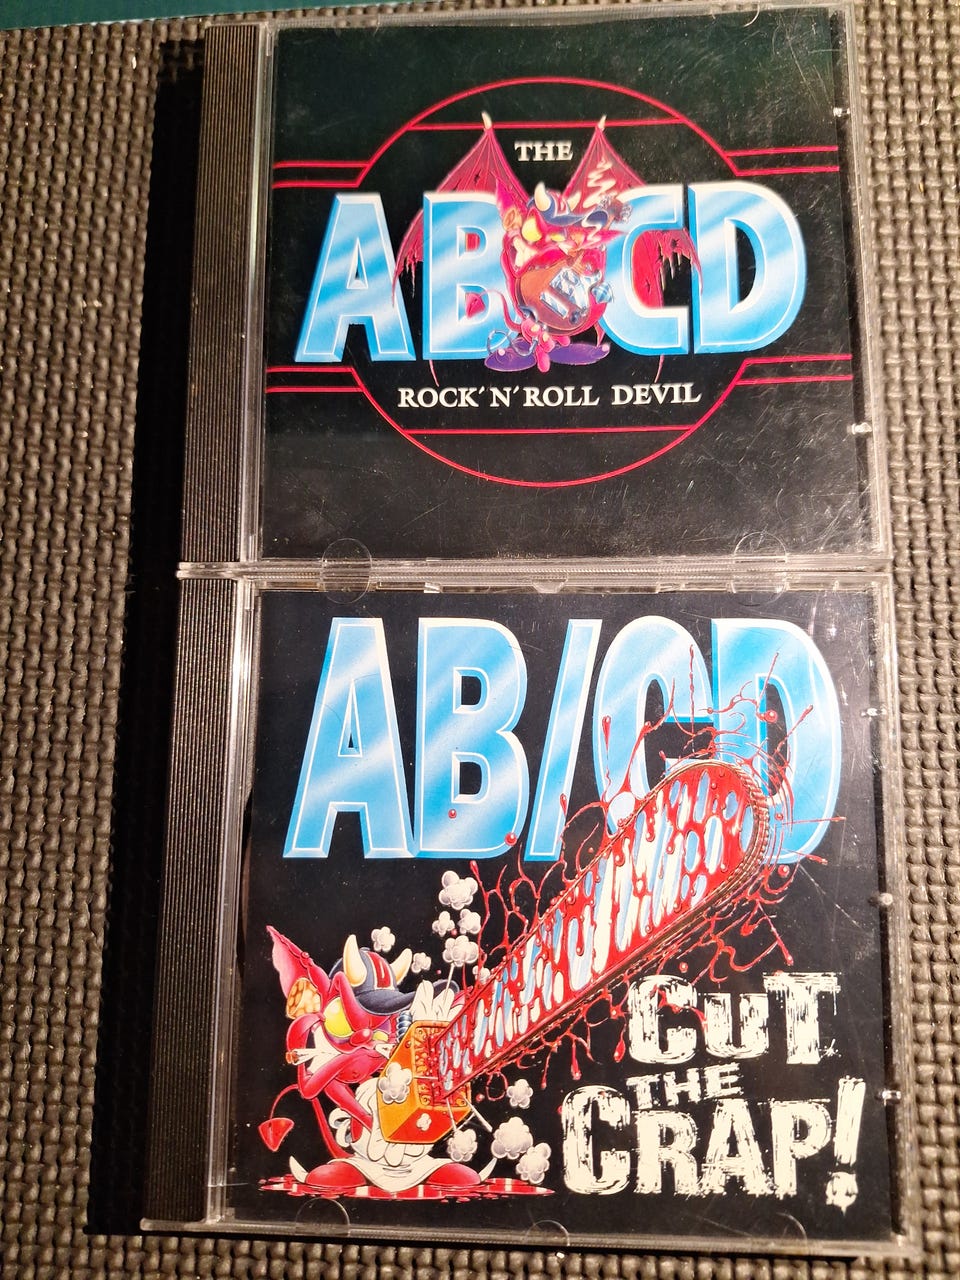 THE
AB CD
ROCK´N´ROLL DEVIL
AB/CD
CUT
THE
CRAP!